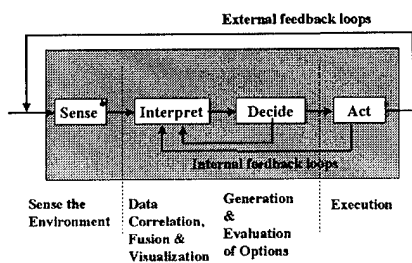 External feedback loops
Sense
Interpret
Decide
Act
Internal feedback loops
Sense the
Environment
Data
Correlation,
Fusion &
Visualization
Generation
&
Evaluation
of Options
Execution